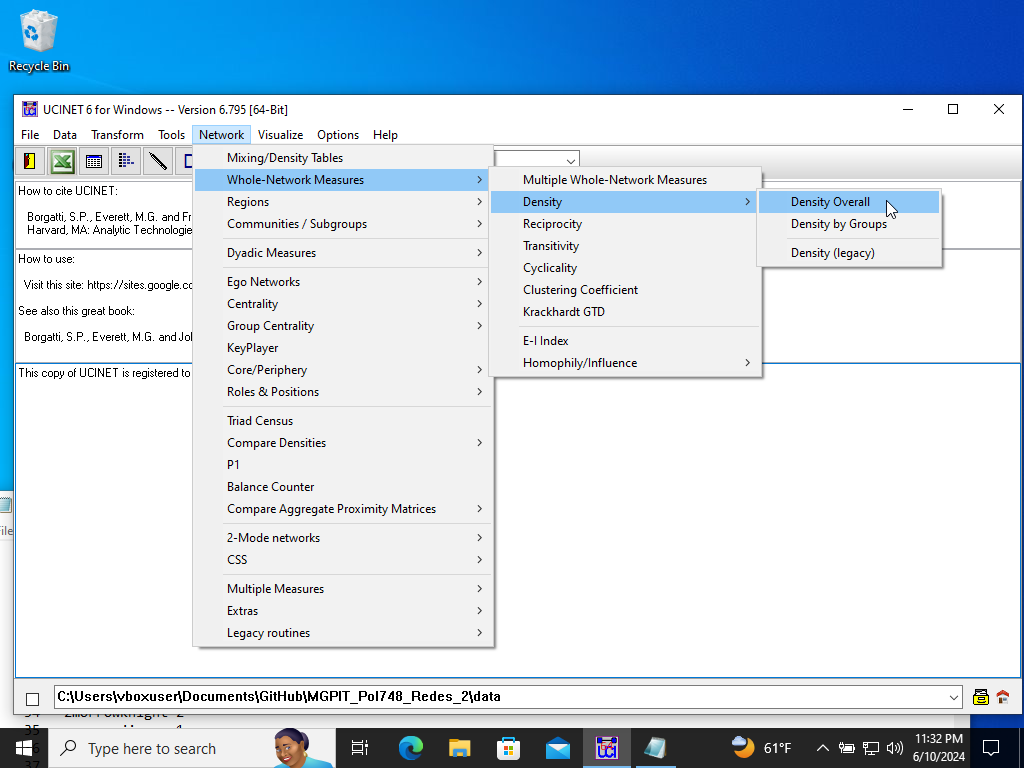 Recycle Bin
UCINET 6 for Windows -- Version 6.795 [64-Bit]
File Data Transform Tools Network Visualize Options Help
How to cite UCINET:
Borgatti, S.P., Everett, M.G. and Fr
Harvard, MA: Analytic Technologie
How to use:
Visit this site: https://sites.google.co
See also this great book:
Borgatti, S.P., Everett, M.G. and Joh
This copy of UCINET is registered to
Mixing/Density Tables
Whole-Network Measures
Regions
Communities / Subgroups
Dyadic Measures
Ego Networks
Centrality
Group Centrality
KeyPlayer
Core/Periphery
Roles & Positions
Triad Census
Compare Densities
P1
Balance Counter
Compare Aggregate Proximity Matrices
2-Mode networks
CSS
Multiple Measures
Extras
Legacy routines
Multiple Whole-Network Measures
Density
Reciprocity
Transitivity
Cyclicality
Clustering Coefficient
Krackhardt GTD
E-I Index
Homophily/Influence
Density Overall
Density by Groups
Density (legacy)
File
C:\Users\vboxuser\Documents\GitHub\MGPIT_Pol748_Redes_2\data
35
36
37
Type here to search
61°F
11:32 PM
6/10/2024